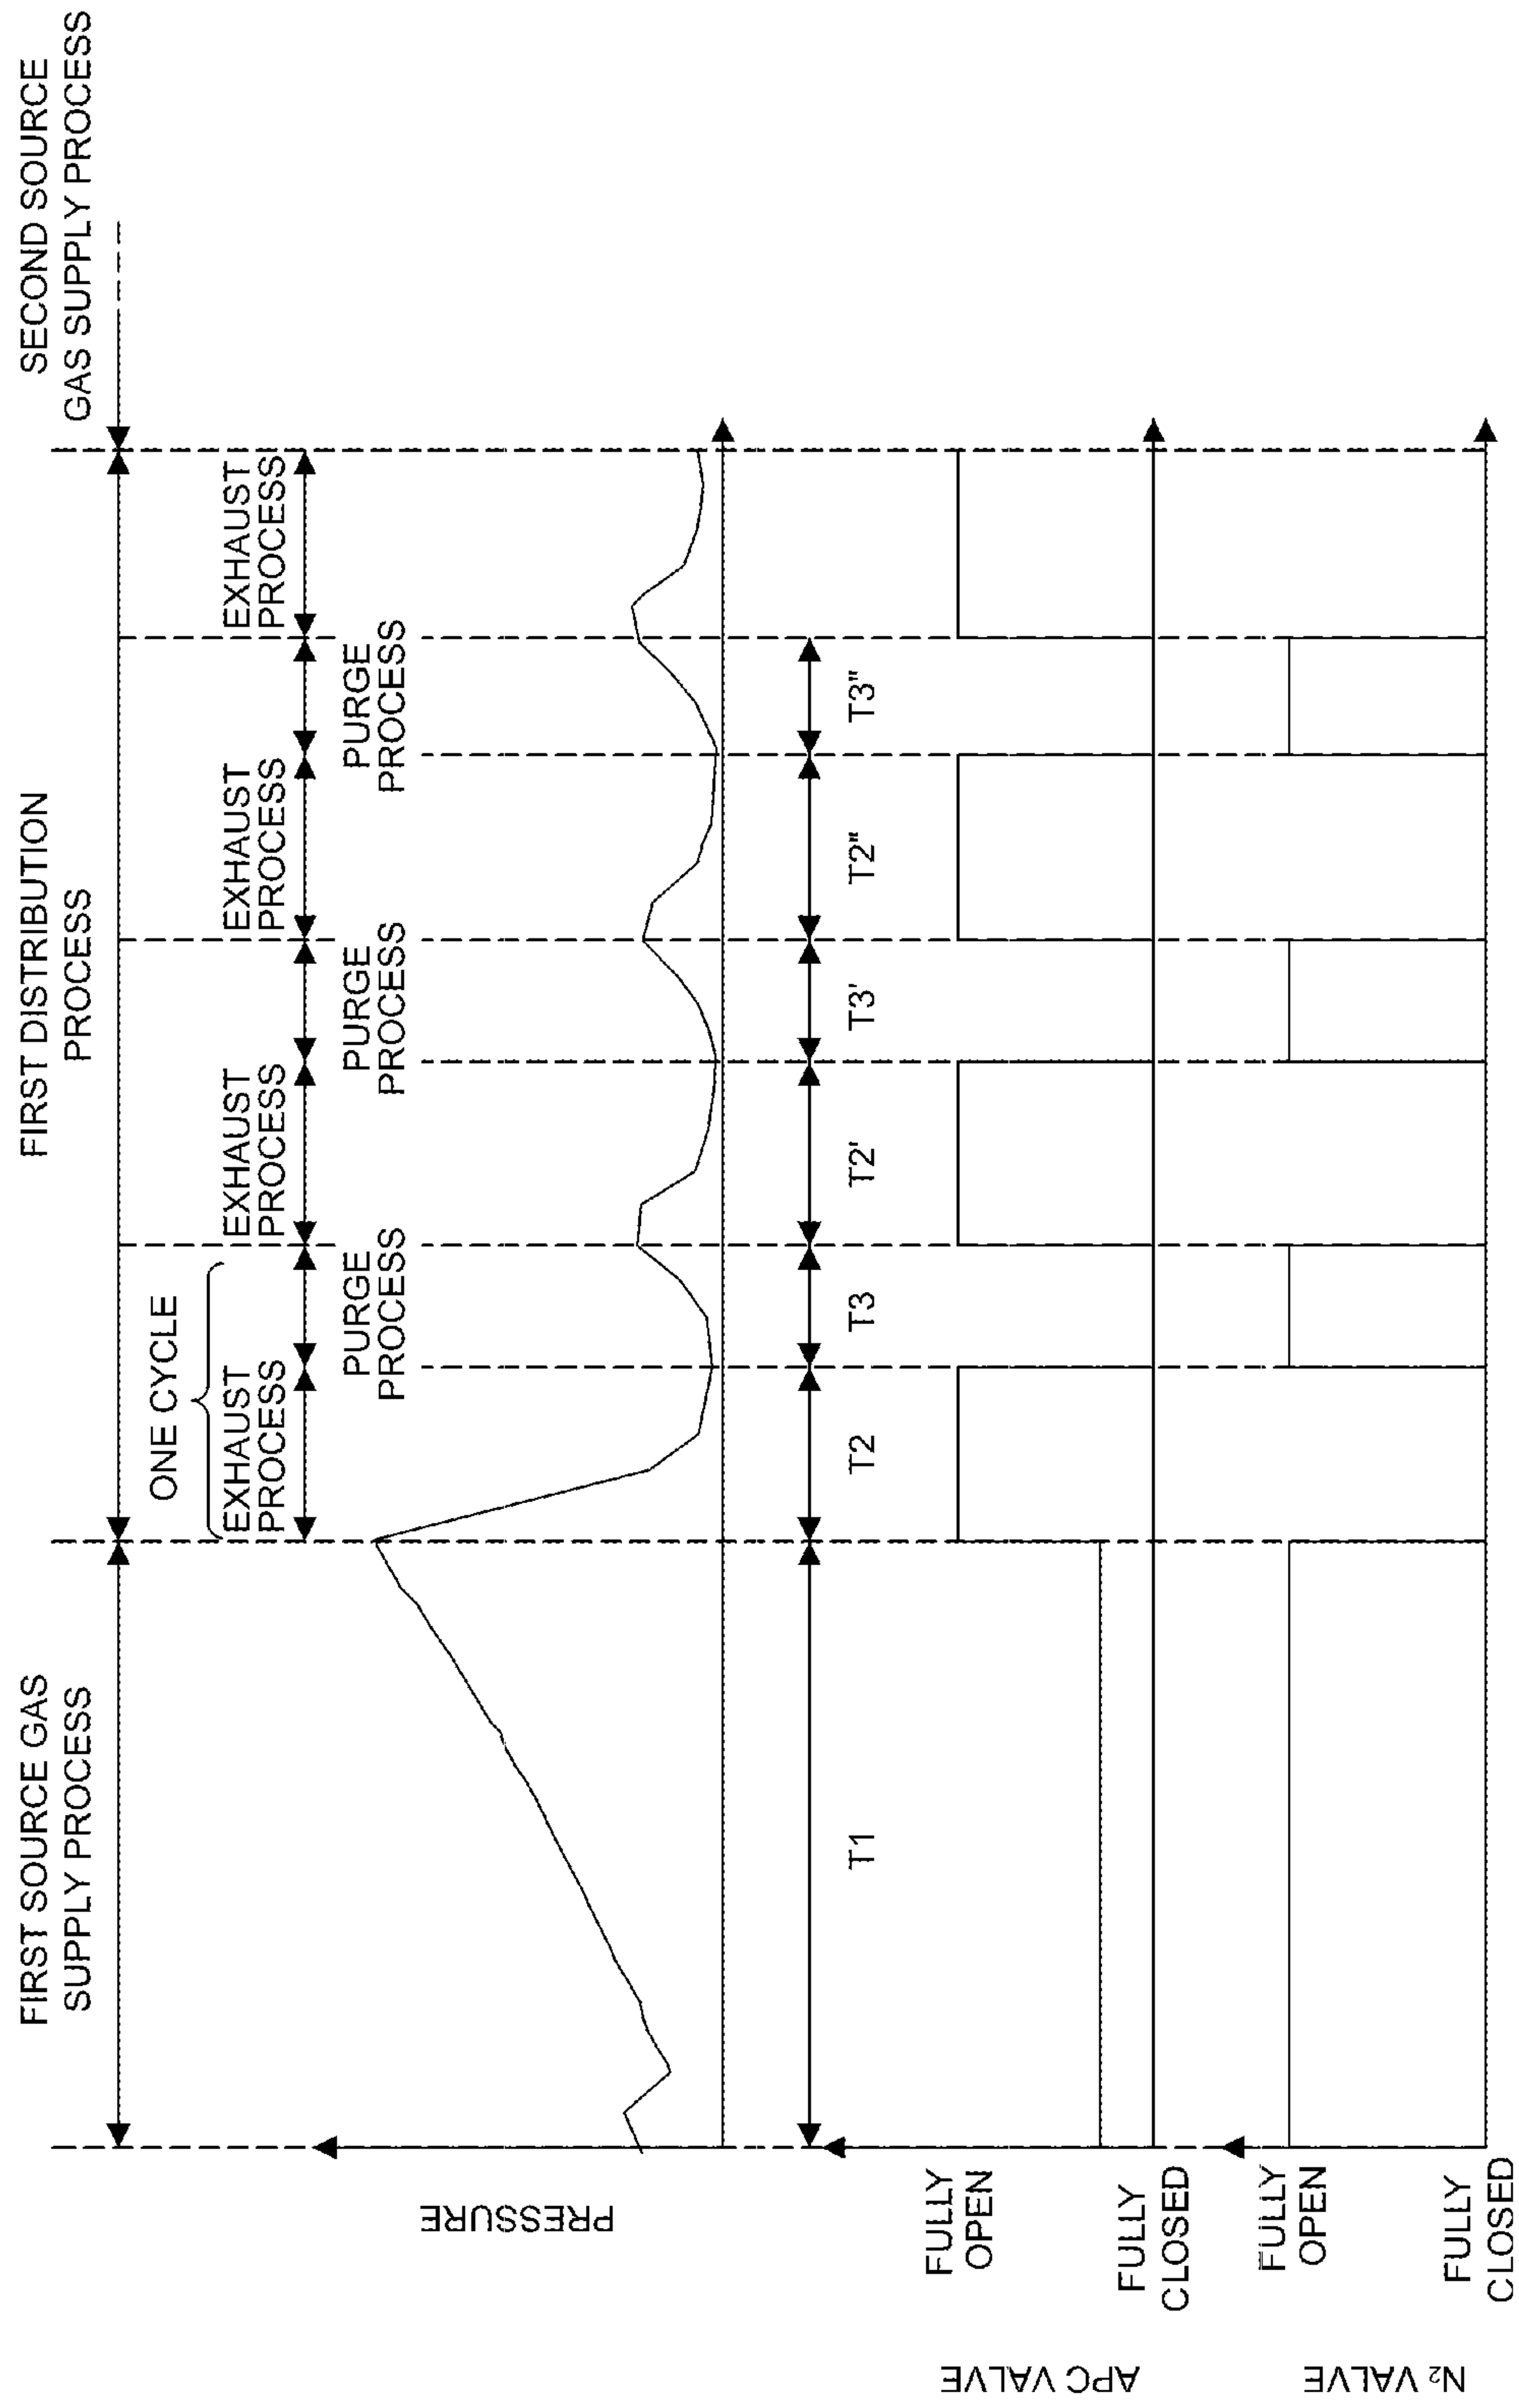 FIRST SOURCE GAS
SUPPLY PROCESS
FIRST DISTRIBUTION
PROCESS
SECOND SOURCE
GAS SUPPLY PROCESS
ONE CYCLE
EXHAUST
PROCESS
EXHAUST
PROCESS
EXHAUST
PROCESS
EXHAUST
PROCESS
PURGE
PROCESS
PURGE
PROCESS
PURGE
PROCESS
PRESSURE
T1
T2
T3
T2'
T3'
T2"
T3"
APC VALVE
FULLY
OPEN
FULLY
CLOSED
N2 VALVE
FULLY
OPEN
FULLY
CLOSED